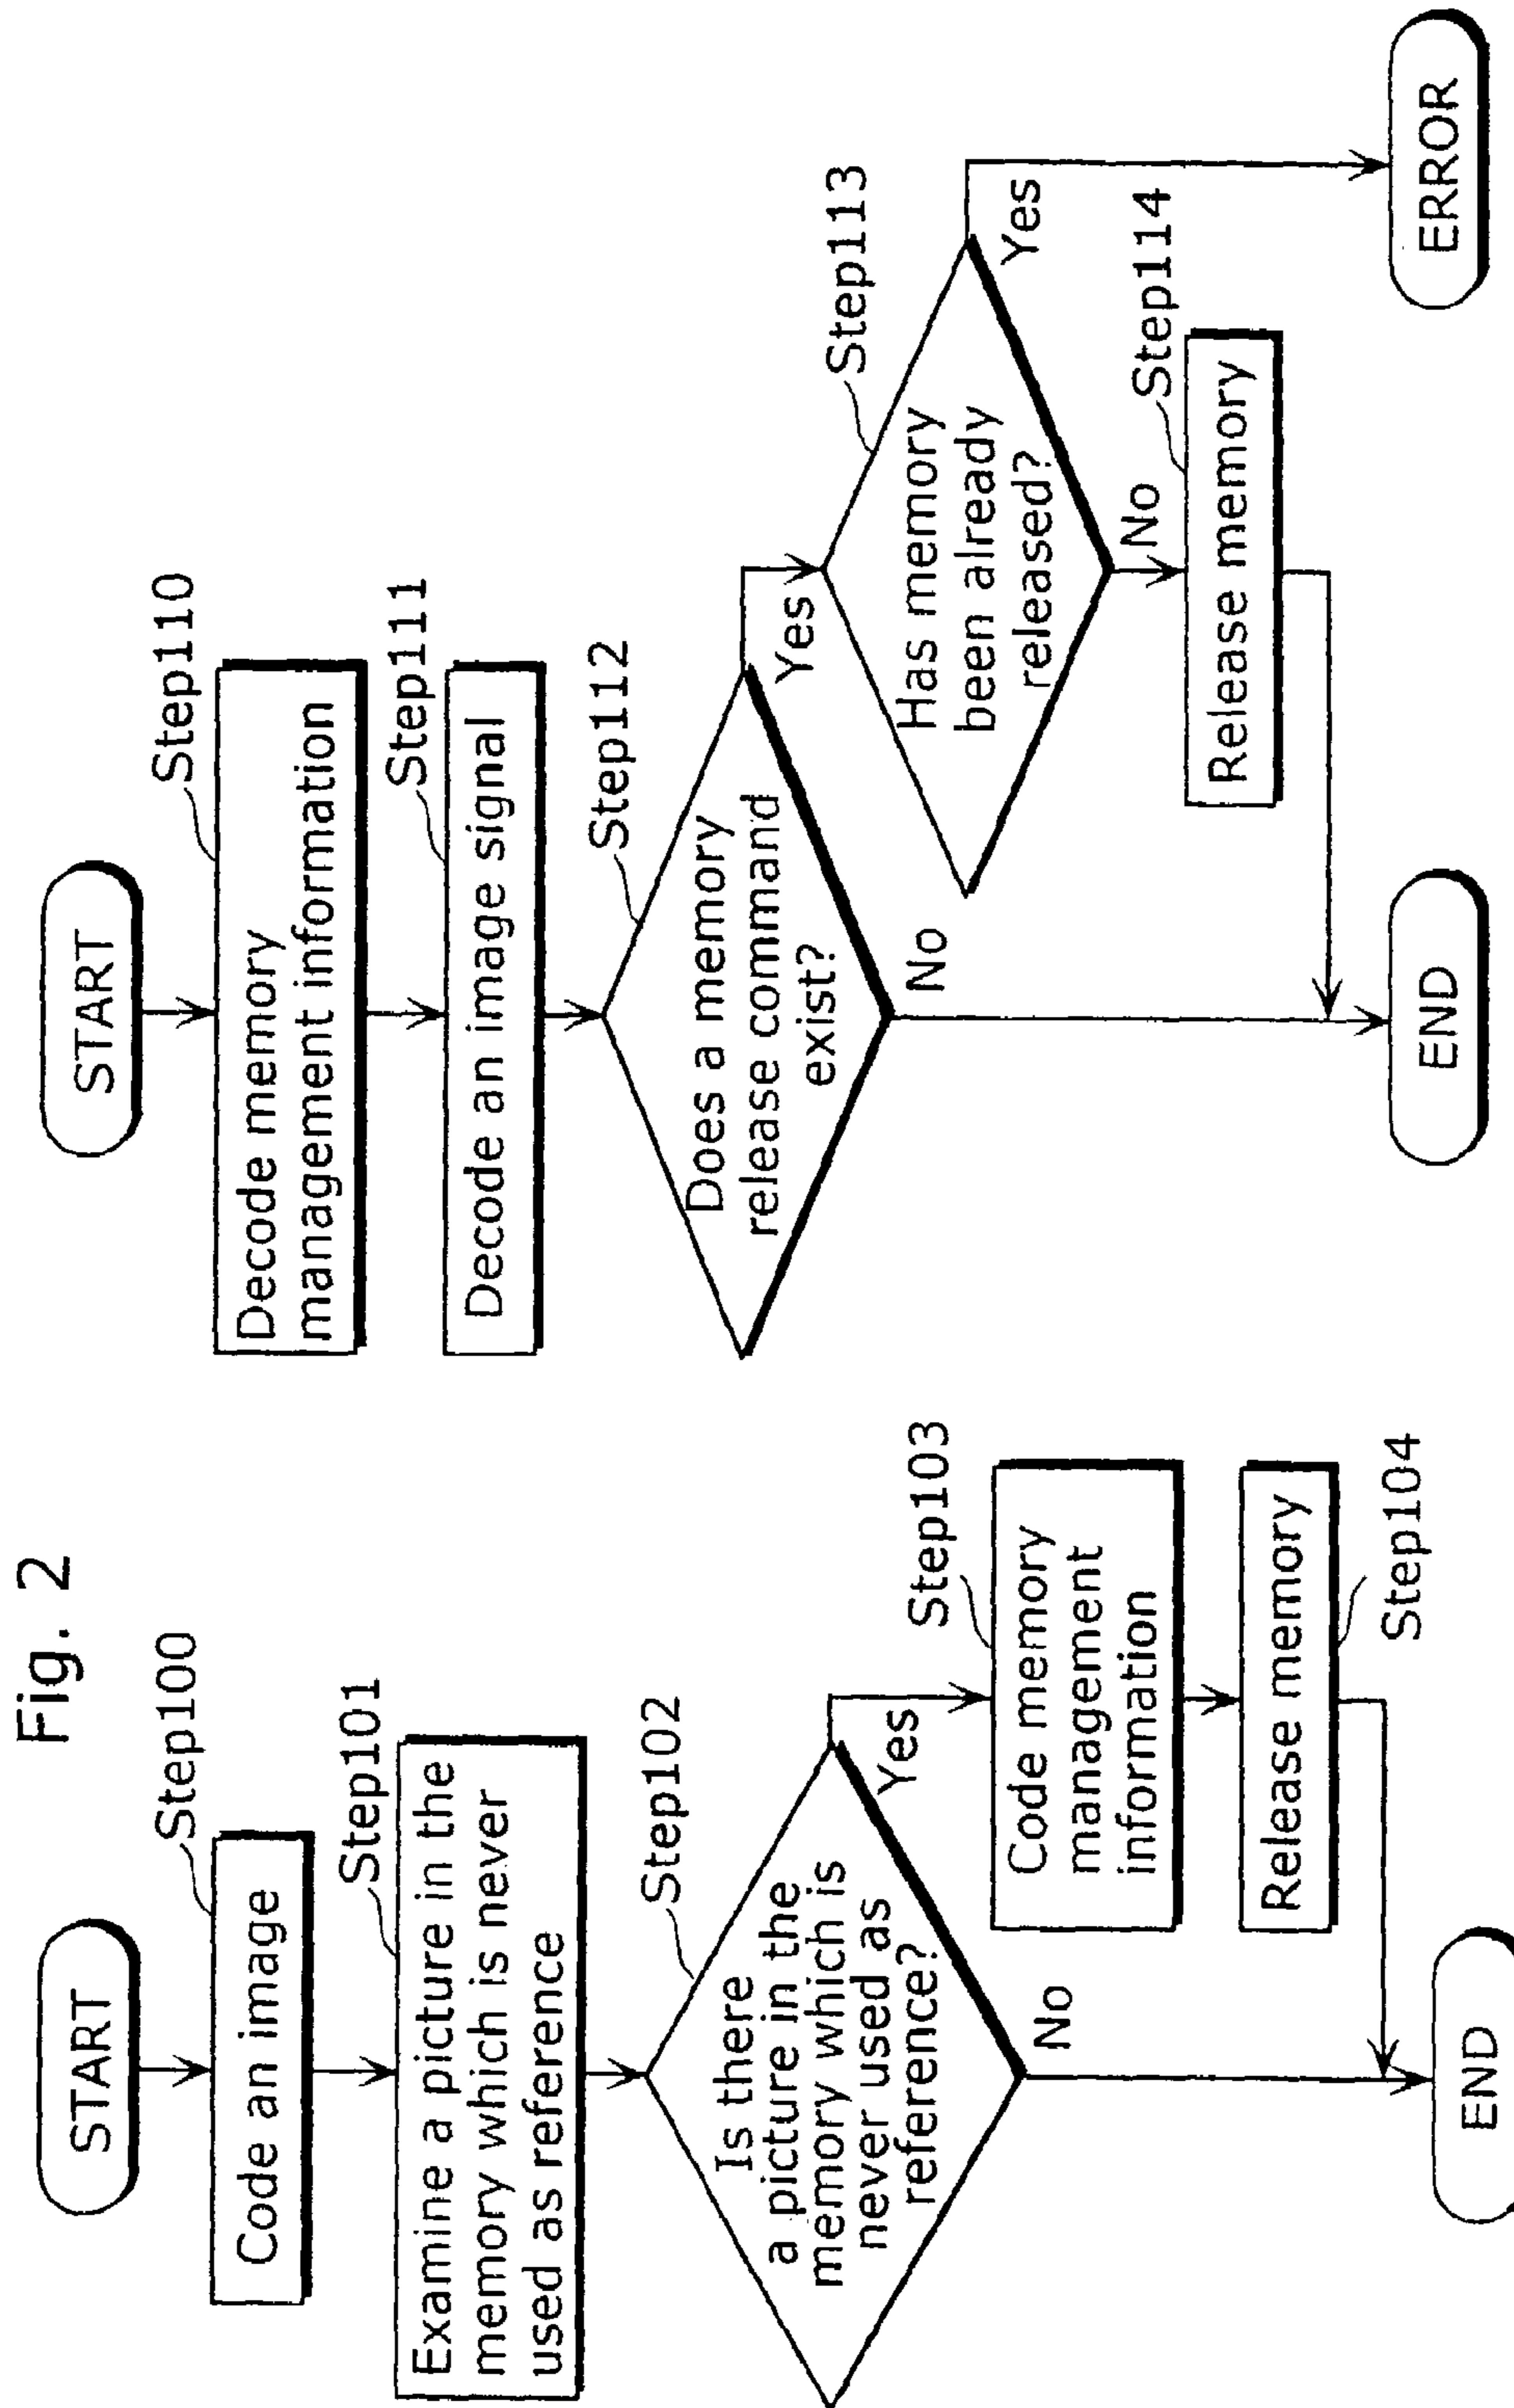 Fig. 2
START
Step100
Code an image
Step101
Examine a picture in the
memory which is never
used as reference
Step102
Is there
a picture in the
memory which is
never used as
reference?
Yes
No
Step103
Code memory
management
information
Release memory
Step104
END
START
Step110
Decode memory
management information
Step111
Decode an image signal
Step112
Does a memory
release command
exist?
Yes
No
Step113
Has memory
been already
released?
Yes
No
Step114
Release memory
END
ERROR